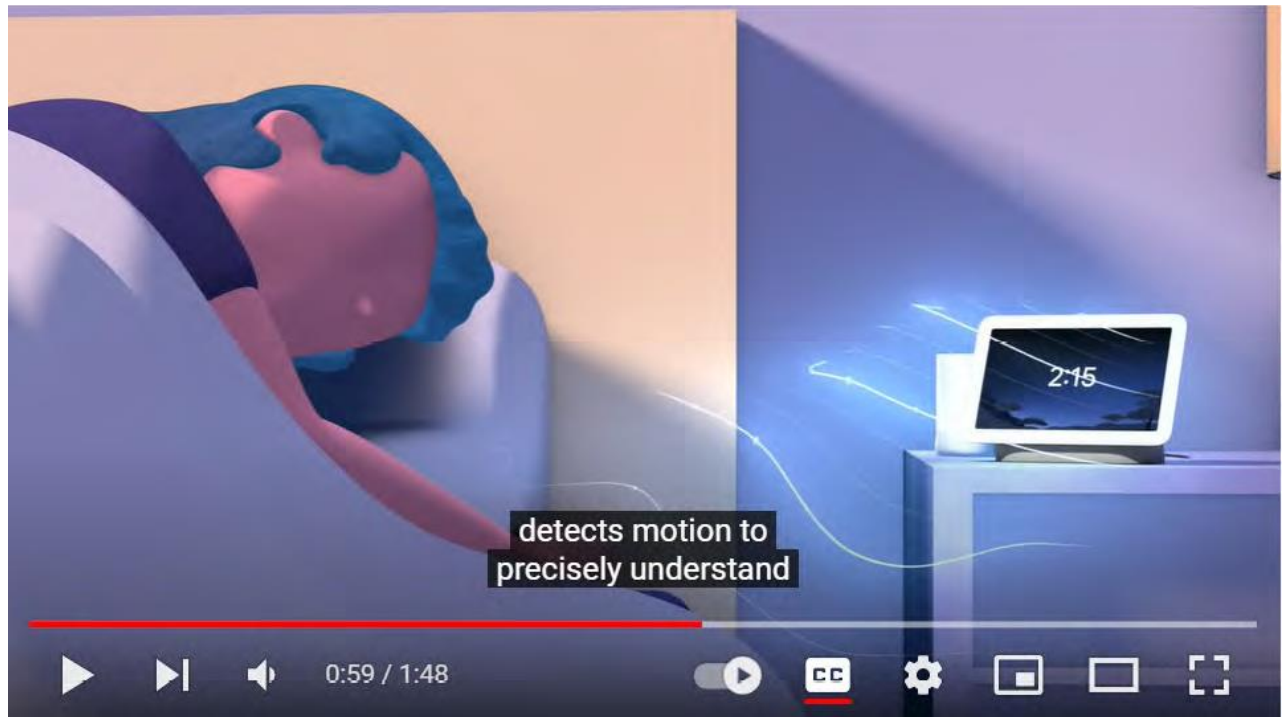 2:15
detects motion to
precisely understand
0:59 / 1:48
CC